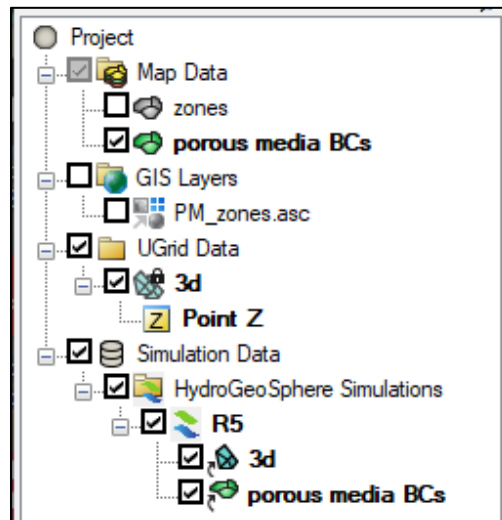 Project
Map Data
zones
porous media BCs
GIS Layers
PM_zones.asc
UGrid Data
3d
Z Point Z
Simulation Data
HydroGeoSphere Simulations
R5
3d
porous media BCs